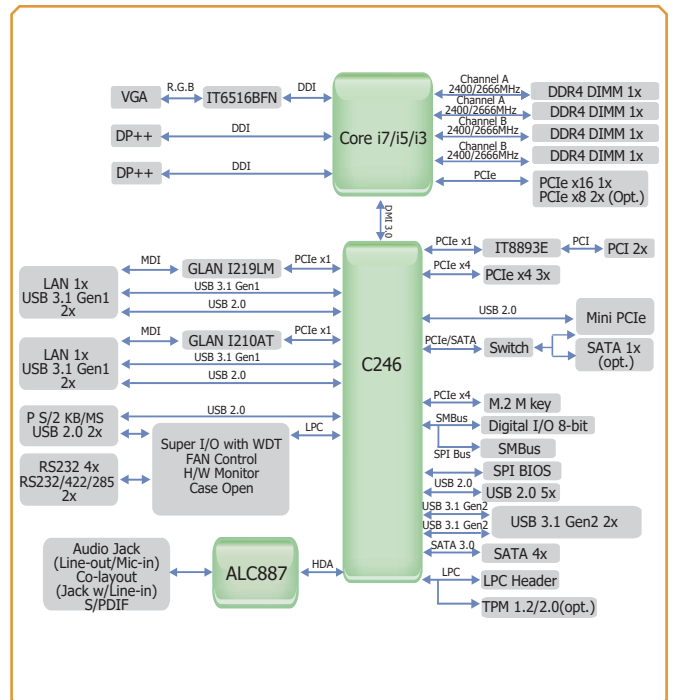 VGA
R.G.B
IT6516BFN
DDI
DP++
DDI
DP++
DDI
Core i7/i5/i3
Channel A
2400/2666MHz
DDR4 DIMM 1x
Channel A
2400/2666MHz
DDR4 DIMM 1x
Channel B
2400/2666MHz
DDR4 DIMM 1x
Channel B
2400/2666MHz
DDR4 DIMM 1x
PCIe
PCIe x16 1x
PCIe x8 2x (Opt.)
DMI 3.0
LAN 1x
USB 3.1 Gen1
2x
MDI
GLAN I219LM
PCIe x1
USB 3.1 Gen1
USB 2.0
LAN 1x
USB 3.1 Gen1
2x
MDI
GLAN I210AT
PCIe x1
USB 3.1 Gen1
USB 2.0
P S/2 KB/MS
USB 2.0 2x
USB 2.0
RS232 4x
RS232/422/285
2x
Super I/O with WDT
FAN Control
H/W Monitor
Case Open
LPC
Audio Jack
(Line-out/Mic-in)
Co-layout
(Jack w/Line-in)
S/PDIF
ALC887
HDA
C246
PCIe x1
IT8893E
PCI
PCI 2x
PCIe x4
PCIe x4 3x
USB 2.0
Mini PCIe
PCIe/SATA
Switch
SATA 1x
(opt.)
PCIe x4
M.2 M key
SMBus
Digital I/O 8-bit
SMBus
SPI Bus
SPI BIOS
USB 2.0
USB 2.0 5x
USB 3.1 Gen2
USB 3.1 Gen2
USB 3.1 Gen2 2x
SATA 3.0
SATA 4x
LPC
LPC Header
TPM 1.2/2.0(opt.)